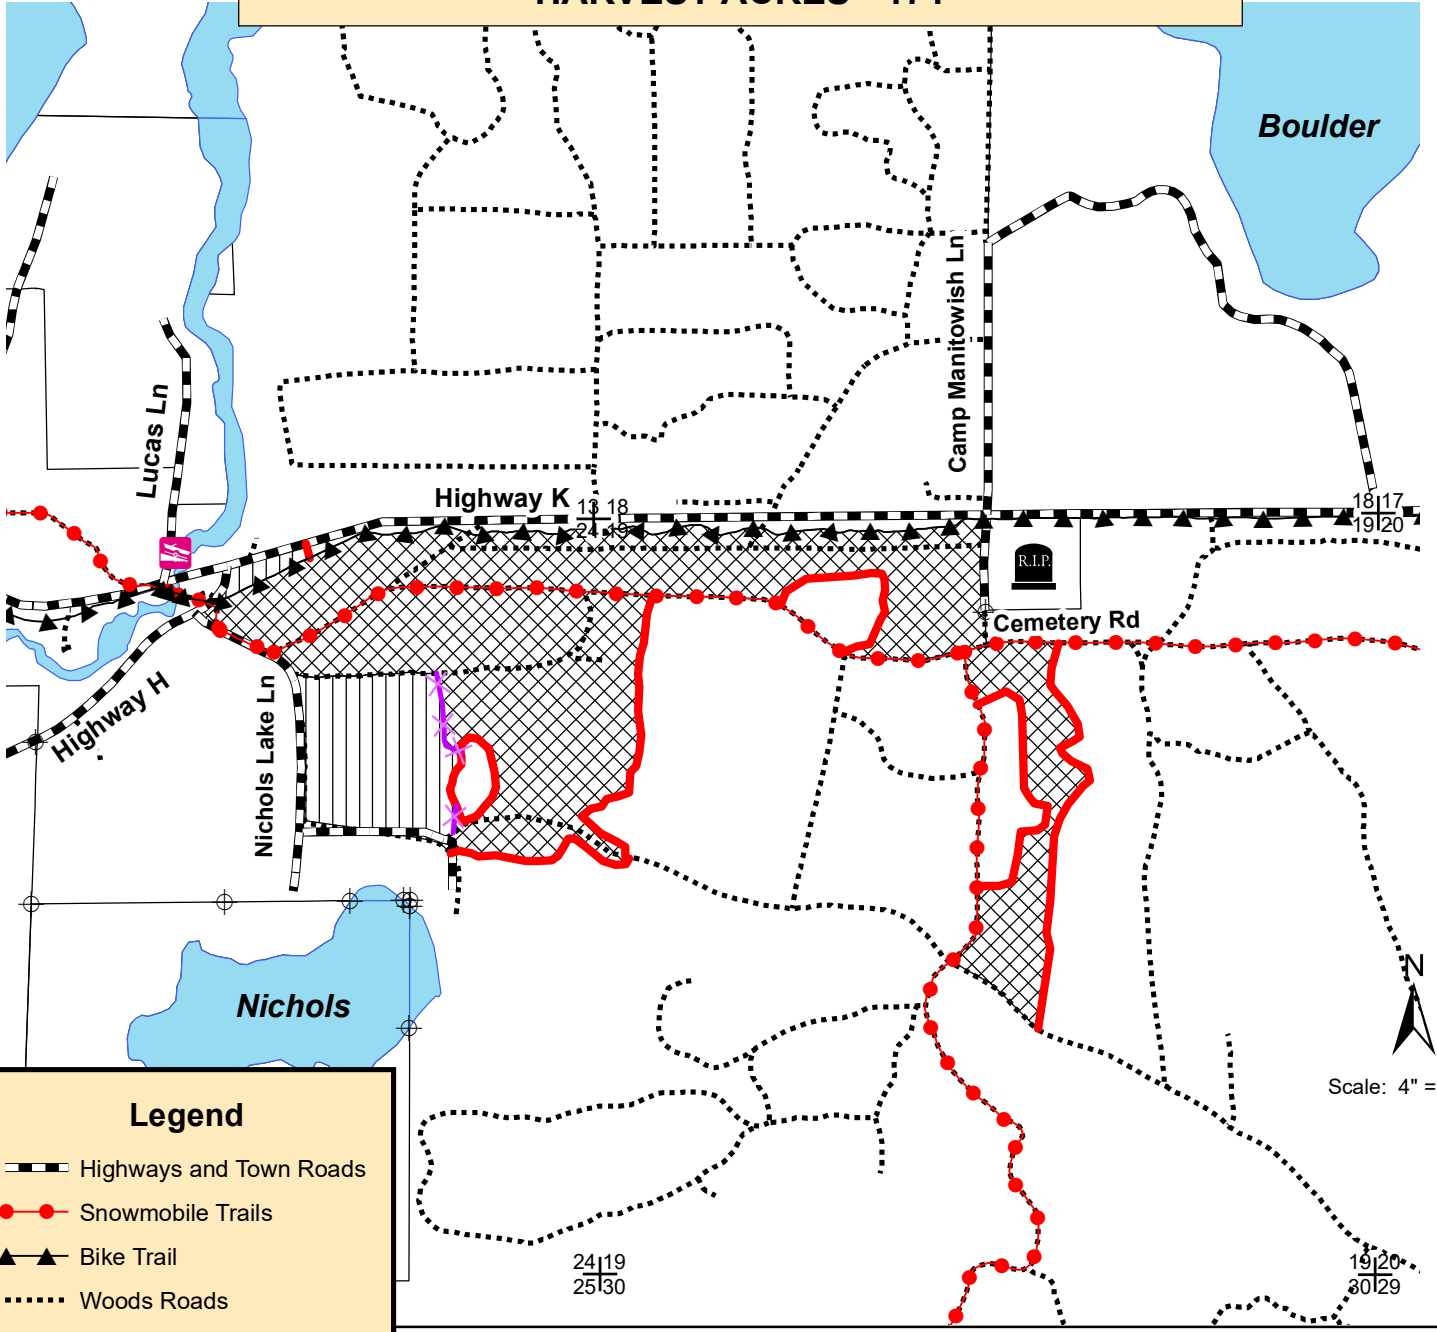 Boulder
Camp Manitowish Ln
Lucas Ln
Highway K
13 18
24 19
18 17
19 20
R.I.P.
Cemetery Rd
Highway H
Nichols Lake Ln
Nichols
N
Scale: 4" =
Legend
Highways and Town Roads
Snowmobile Trails
Bike Trail
Woods Roads
24 19
25 30
19 20
30 29